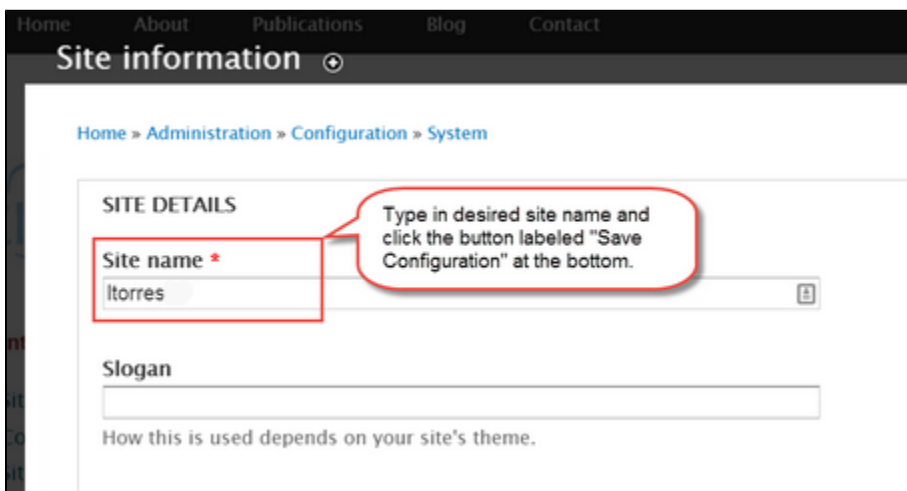 Home About Publications Blog Contact
Site information
Home » Administration » Configuration » System
SITE DETAILS
Type in desired site name and
click the button labeled "Save
Configuration" at the bottom.
Site name *
ltorres
Slogan
How this is used depends on your site's theme.